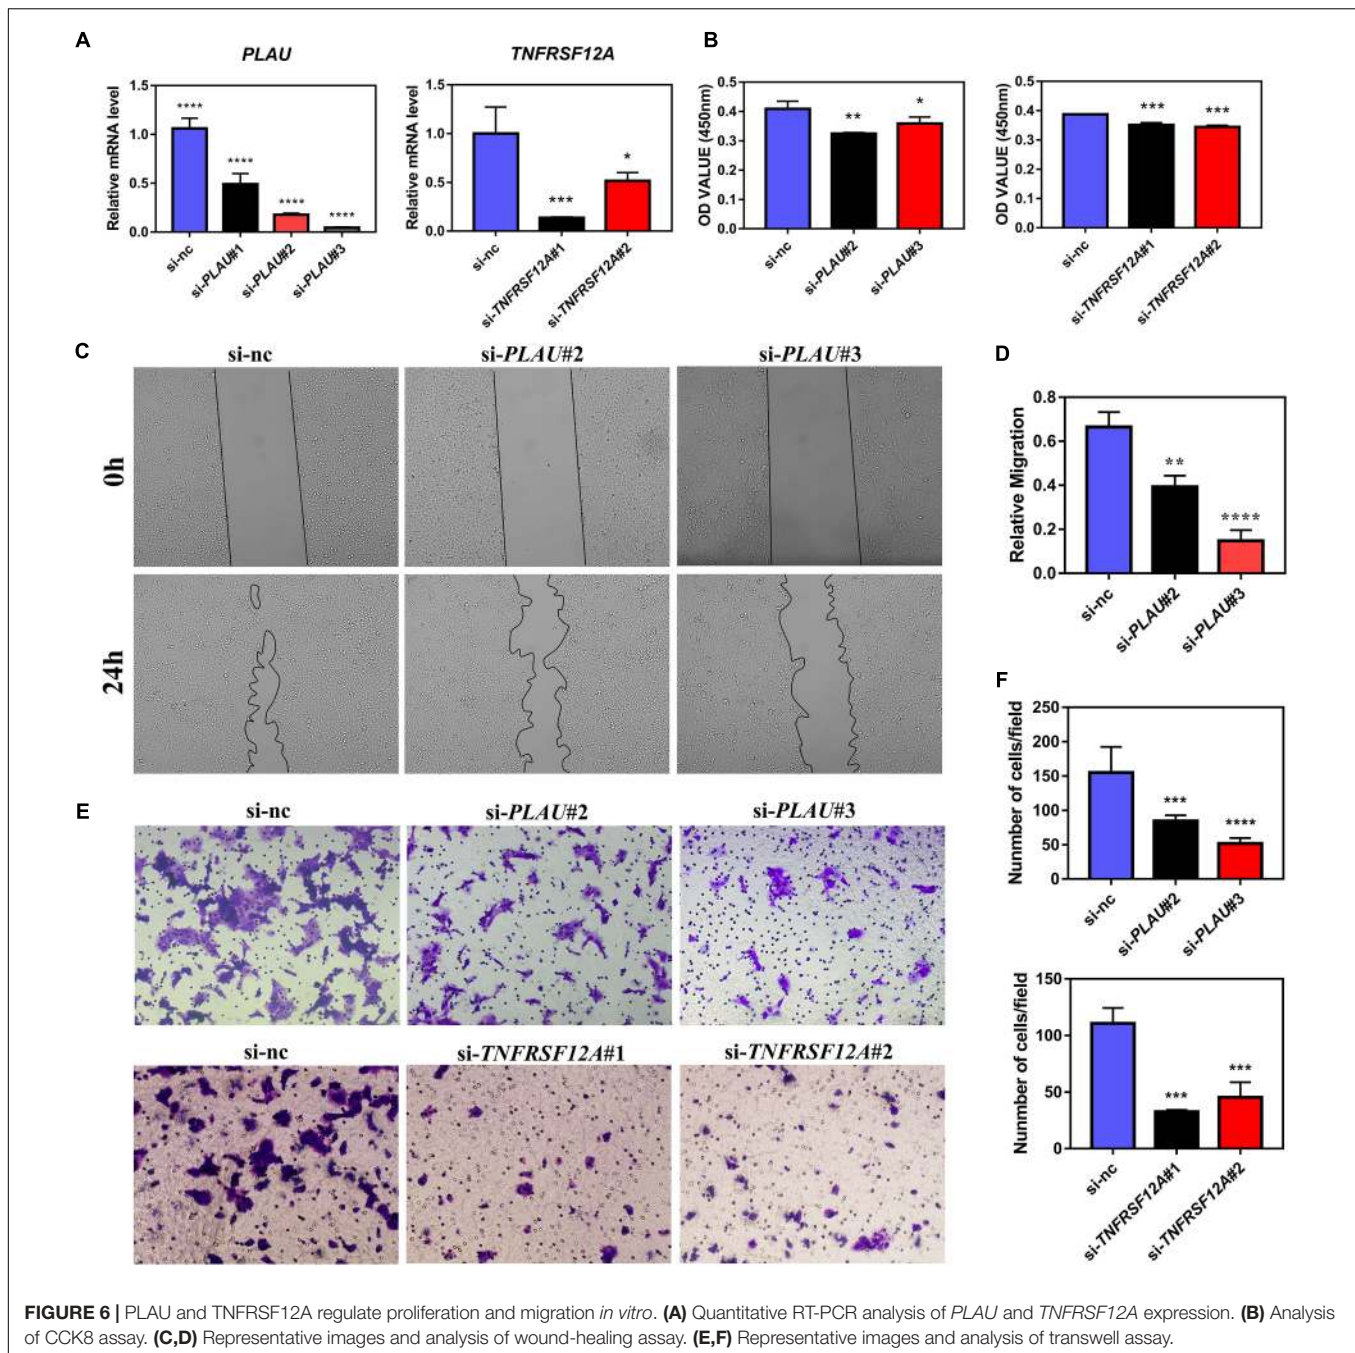 A
PLAU
Relative mRNA level
1.5
1.0
0.5
0.0
****
****
****
****
si-nc
si-PLAU#1
si-PLAU#2
si-PLAU#3
TNFRSF12A
Relative mRNA level
1.5
1.0
0.5
0.0
***
*
si-nc
si-TNFRSF12A#1
si-TNFRSF12A#2
B
OD VALUE (450nm)
0.5
0.4
0.3
0.2
0.1
0.0
**
*
si-nc
si-PLAU#2
si-PLAU#3
OD VALUE (450nm)
0.5
0.4
0.3
0.2
0.1
0.0
***
***
si-nc
si-TNFRSF12A#1
si-TNFRSF12A#2
C
si-nc
si-PLAU#2
si-PLAU#3
0h
24h
D
Relative Migration
0.8
0.6
0.4
0.2
0.0
**
****
si-nc
si-PLAU#2
si-PLAU#3
E
si-nc
si-PLAU#2
si-PLAU#3
si-nc
si-TNFRSF12A#1
si-TNFRSF12A#2
F
Nunmber of cells/field
250
200
150
100
50
0
***
****
si-nc
si-PLAU#2
si-PLAU#3
Nunmber of cells/field
150
100
50
0
***
***
si-nc
si-TNFRSF12A#1
si-TNFRSF12A#2
FIGURE 6 | PLAU and TNFRSF12A regulate proliferation and migration in vitro. (A) Quantitative RT-PCR analysis of PLAU and TNFRSF12A expression. (B) Analysis
of CCK8 assay. (C,D) Representative images and analysis of wound-healing assay. (E,F) Representative images and analysis of transwell assay.